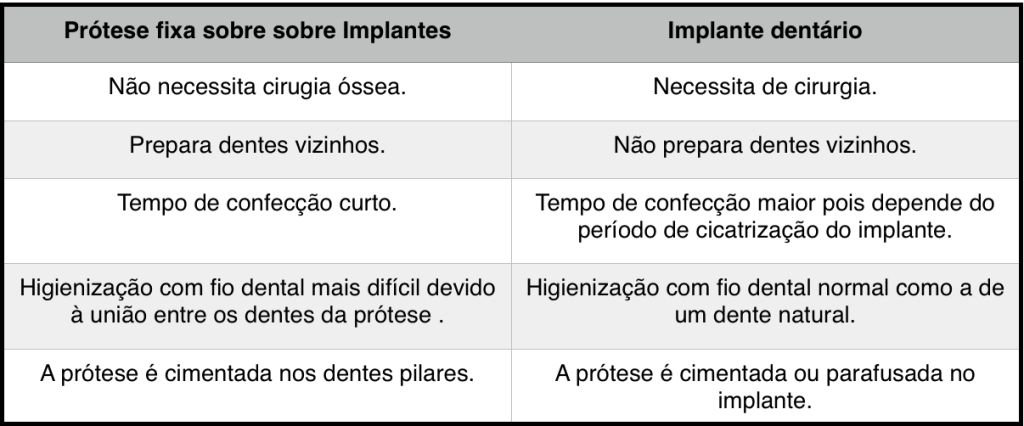 Prótese fixa sobre sobre Implantes
Implante dentário
Não necessita cirugia óssea.
Necessita de cirurgia.
Prepara dentes vizinhos.
Não prepara dentes vizinhos.
Tempo de confecção curto.
Tempo de confecção maior pois depende do
período de cicatrização do implante.
Higienização com fio dental mais difícil devido
à união entre os dentes da prótese .
Higienização com fio dental normal como a de
um dente natural.
A prótese é cimentada nos dentes pilares.
A prótese é cimentada ou parafusada no
implante.